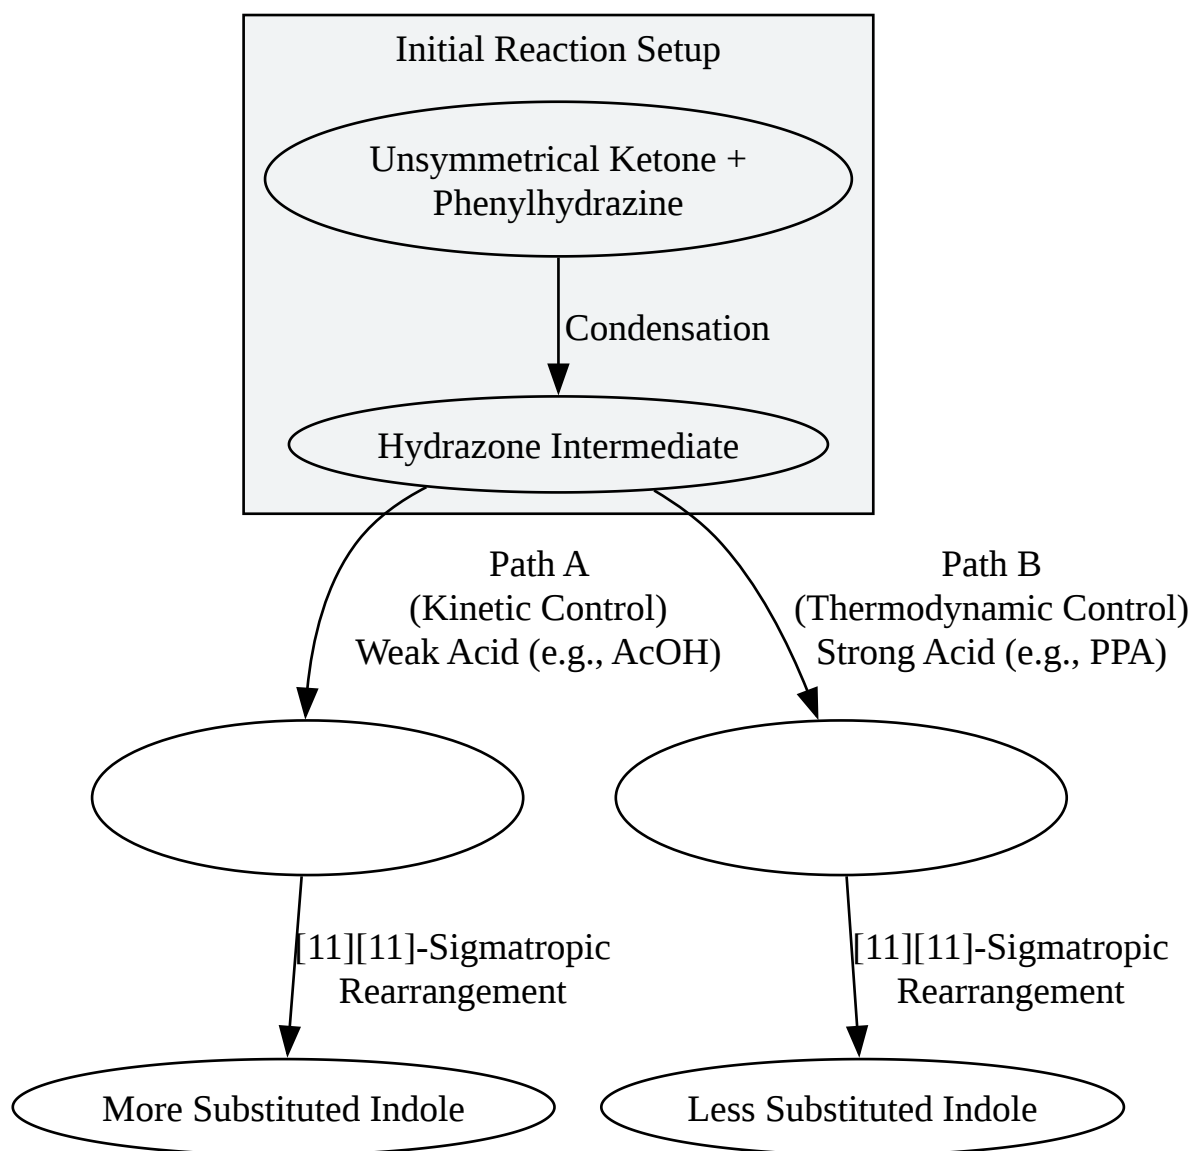 Initial Reaction Setup
Unsymmetrical Ketone +
Phenylhydrazine
Condensation
Hydrazone Intermediate
Path A
(Kinetic Control)
Weak Acid (e.g., AcOH)
Path B
(Thermodynamic Control)
Strong Acid (e.g., PPA)
[11][11]-Sigmatropic
Rearrangement
[11][11]-Sigmatropic
Rearrangement
More Substituted Indole
Less Substituted Indole